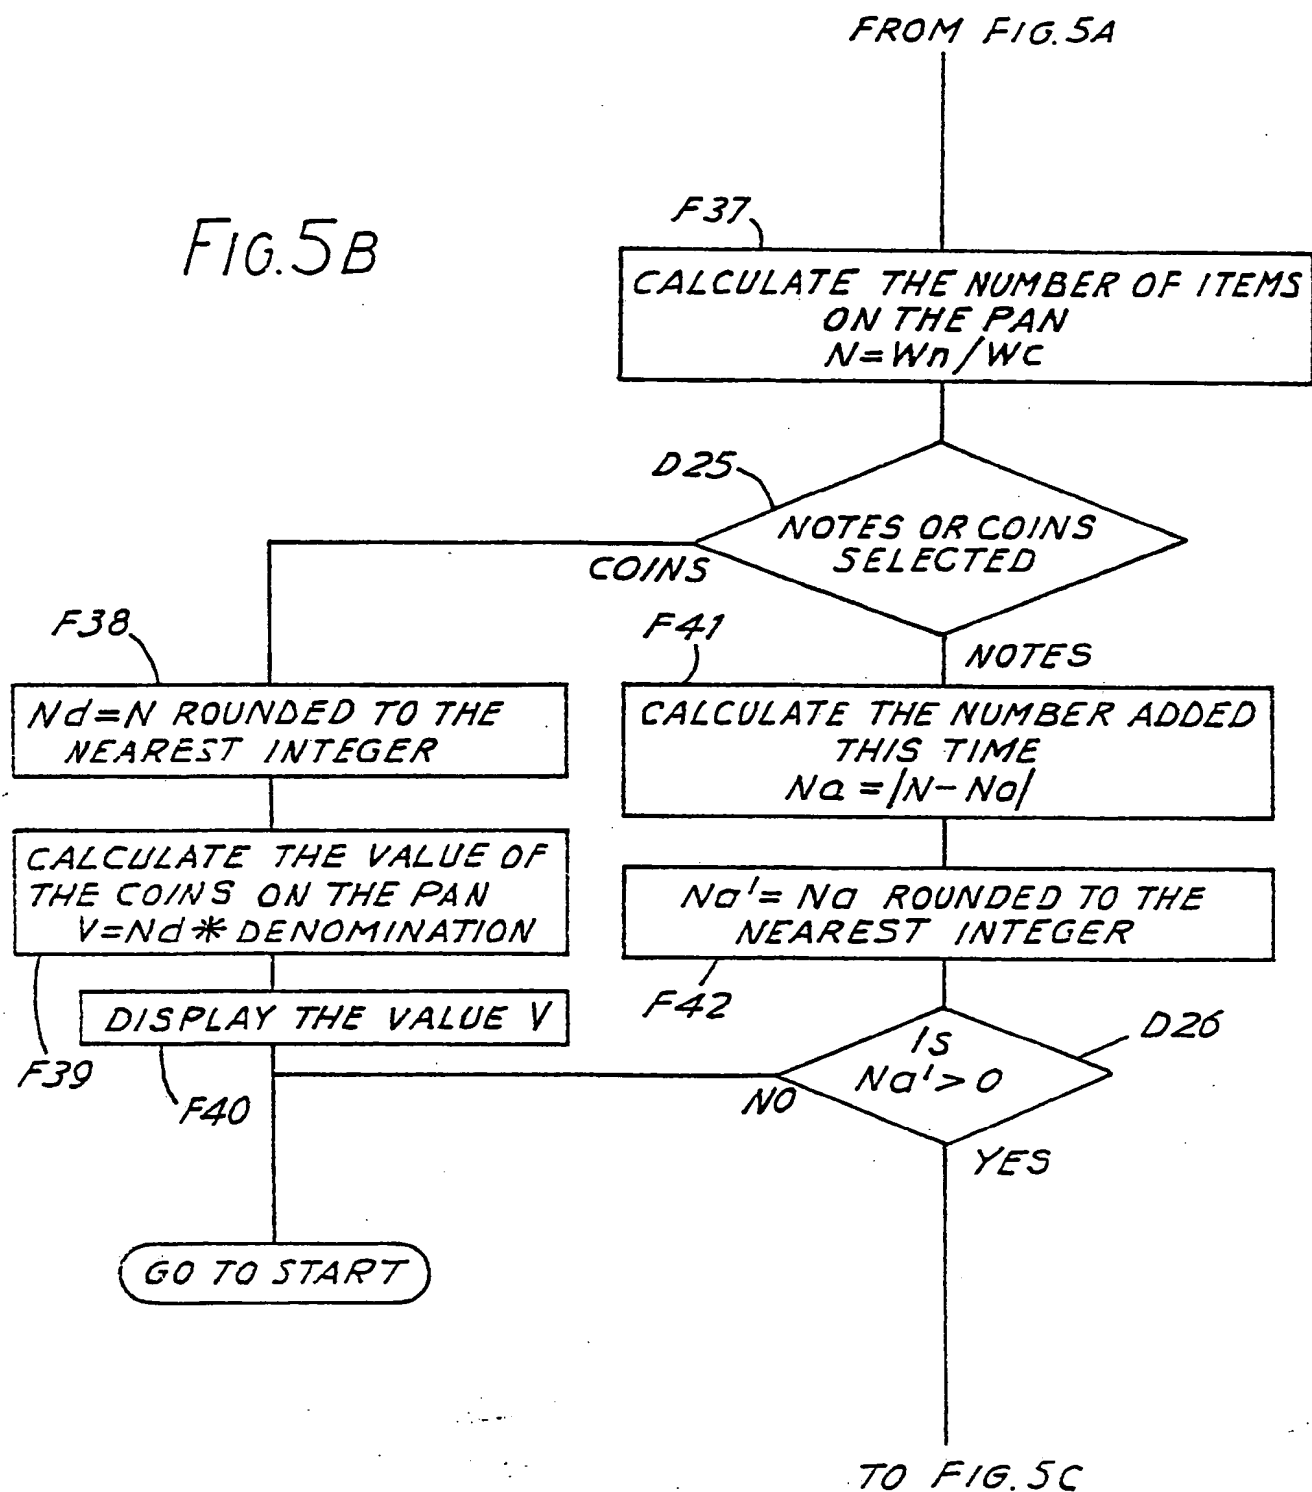 FROM FIG. 5A
FIG. 5B
F37
CALCULATE THE NUMBER OF ITEMS
ON THE PAN
N=Wn/Wc
D25
NOTES OR COINS
SELECTED
COINS
NOTES
F38
Nd=N ROUNDED TO THE
NEAREST INTEGER
CALCULATE THE VALUE OF
THE COINS ON THE PAN
V=Nd*DENOMINATION
F39
DISPLAY THE VALUE V
F40
GO TO START
F41
CALCULATE THE NUMBER ADDED
THIS TIME
Na=|N-No|
Na'=Na ROUNDED TO THE
NEAREST INTEGER
F42
D26
IS
Na'>0
NO
YES
TO FIG. 5C